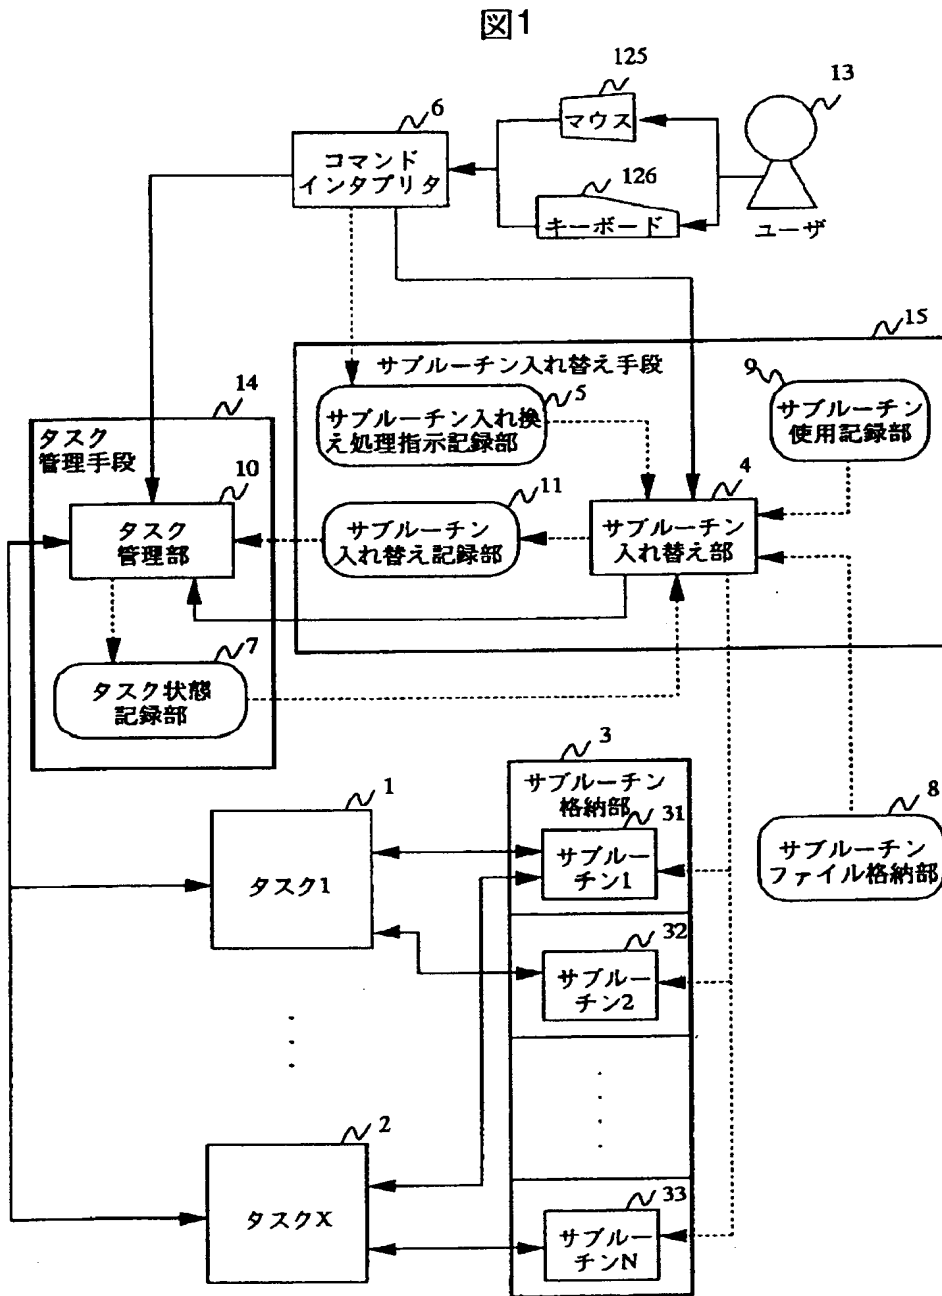 図1
125
13
6
マウス
コマンド
インタプリタ
126
キーボード
ユーザ
15
サブルーチン入れ替え手段
14
5
9
サブルーチン入れ換
え処理指示記録部
サブルーチン
使用記録部
タスク
管理手段
10
11
4
タスク
管理部
サブルーチン
入れ替え記録部
サブルーチン
入れ替え部
7
タスク状態
記録部
3
1
サブルーチン
格納部
31
8
タスク1
サブルー
チン1
サブルーチン
ファイル格納部
32
サブルー
チン2
2
33
タスクX
サブルー
チンN